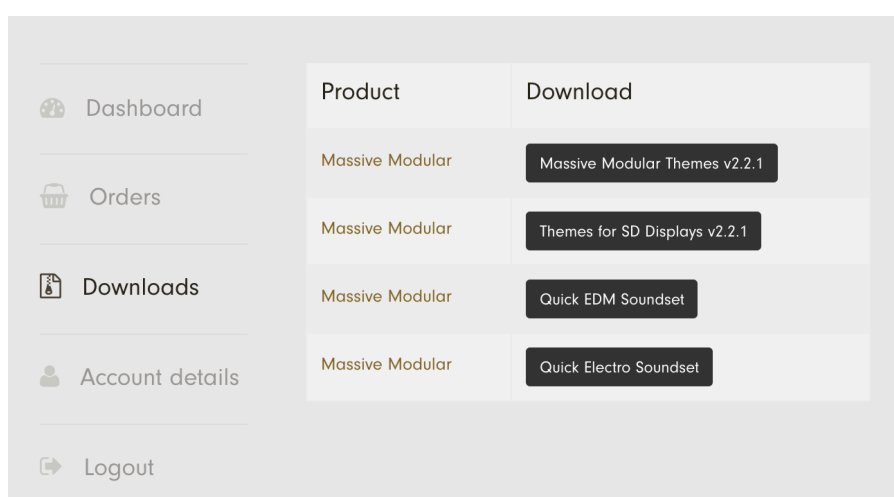 Dashboard
Orders
Downloads
Account details
Logout
Product Download
Massive Modular Massive Modular Themes v2.2.1
Massive Modular Themes for SD Displays v2.2.1
Massive Modular Quick EDM Soundset
Massive Modular Quick Electro Soundset